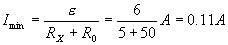 I_min = ε / (R_X + R_0) = 6 / (5 + 50) A = 0.11A